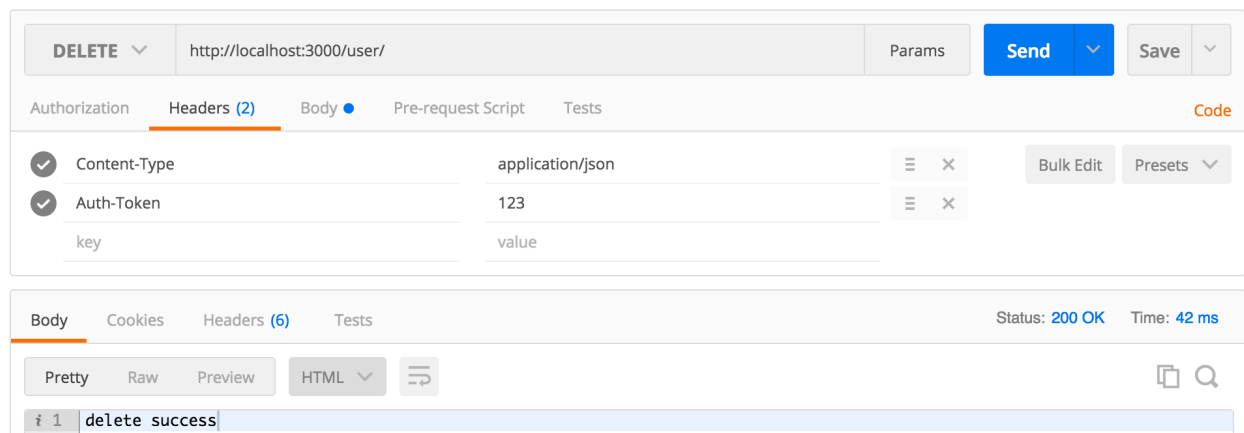 DELETE http://localhost:3000/user/ Params Send Save
Authorization Headers (2) Body Pre-request Script Tests Code
Content-Type application/json Bulk Edit Presets
Auth-Token 123
key value
Body Cookies Headers (6) Tests Status: 200 OK Time: 42 ms
Pretty Raw Preview HTML
i 1 delete success